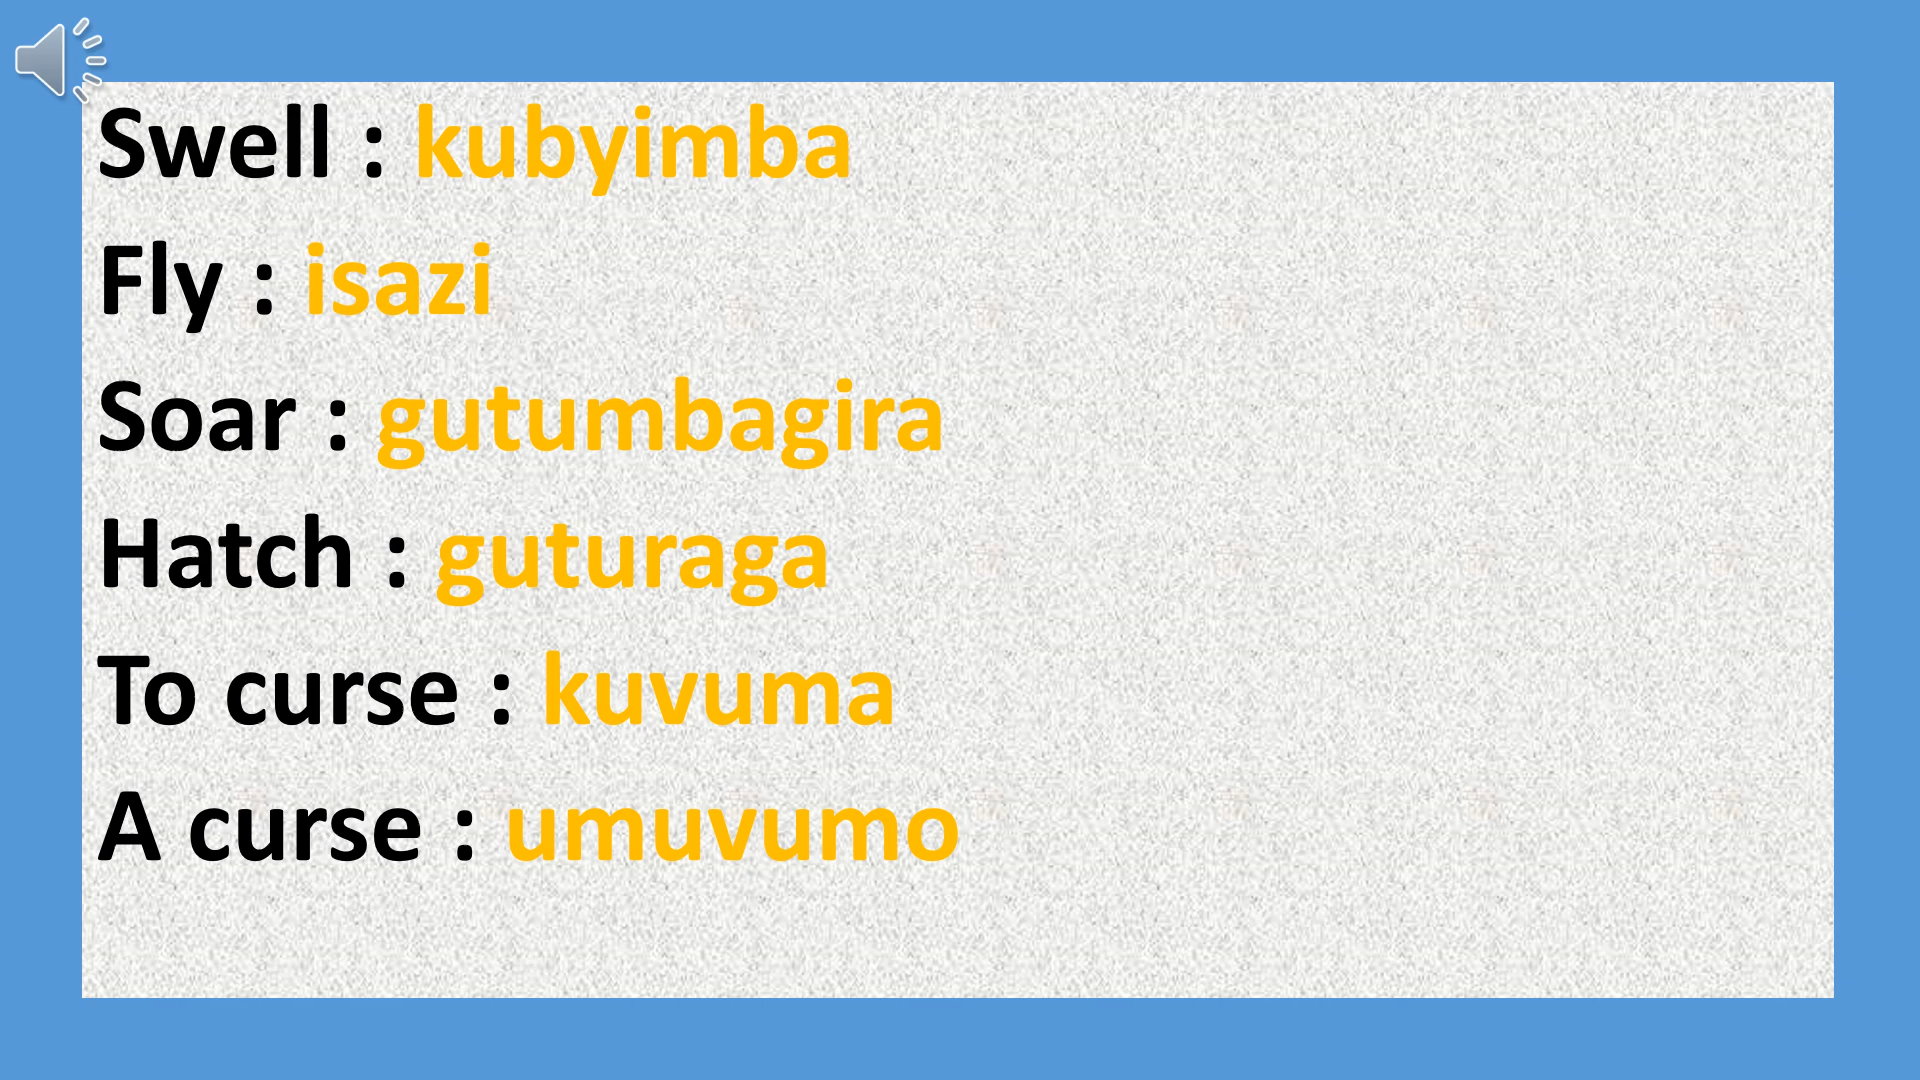 Swell : kubyimba
Fly : isazi
Soar : gutumbagira
Hatch : guturaga
To curse : kuvuma
A curse : umuvumo